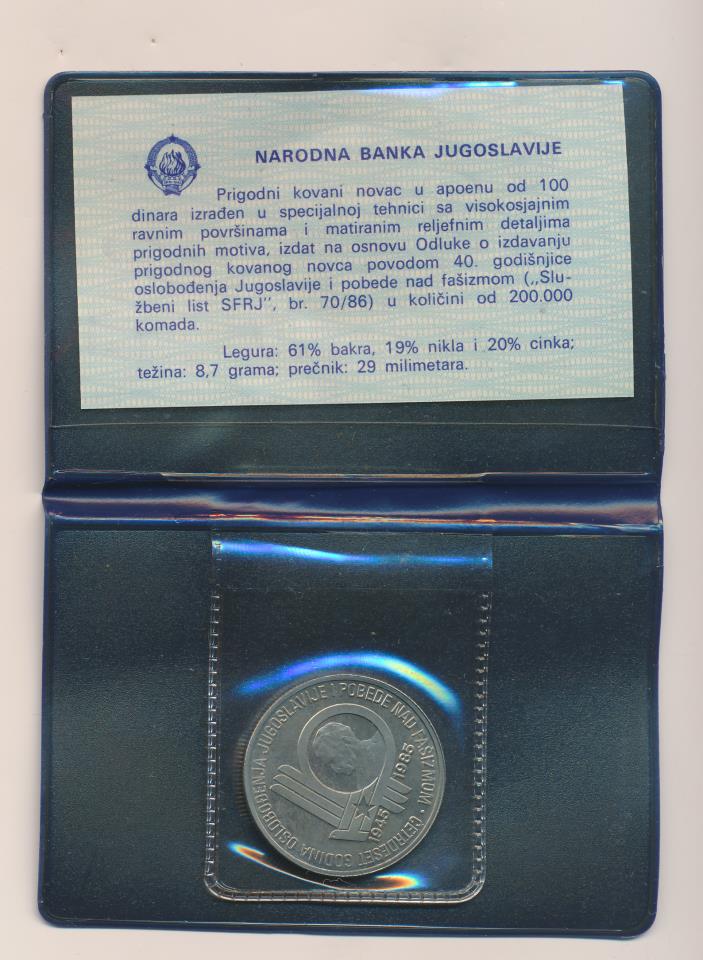 NARODNA BANKA JUGOSLAVIJE
Prigodni kovani novac u apoenu od 100
dinara izrađen u specijalnoj tehnici sa visokosjajnim
ravnim površinama i matiranim reljefnim detaljima
prigodnih motiva, izdat na osnovu Odluke o izdavanju
prigodnog kovanog novca povodom 40. godišnjice
oslobođenja Jugoslavije i pobede nad fašizmom („Slu-
žbeni list SFRJ”, br. 70/86) u količini od 200.000
komada.
Legura: 61% bakra, 19% nikla i 20% cinka;
težina: 8,7 grama; prečnik: 29 milimetara.
ČETRDESET GODINA OSLOBOĐENJA JUGOSLAVIJE I POBEDE NAD FAŠIZMOM •
1945
1985